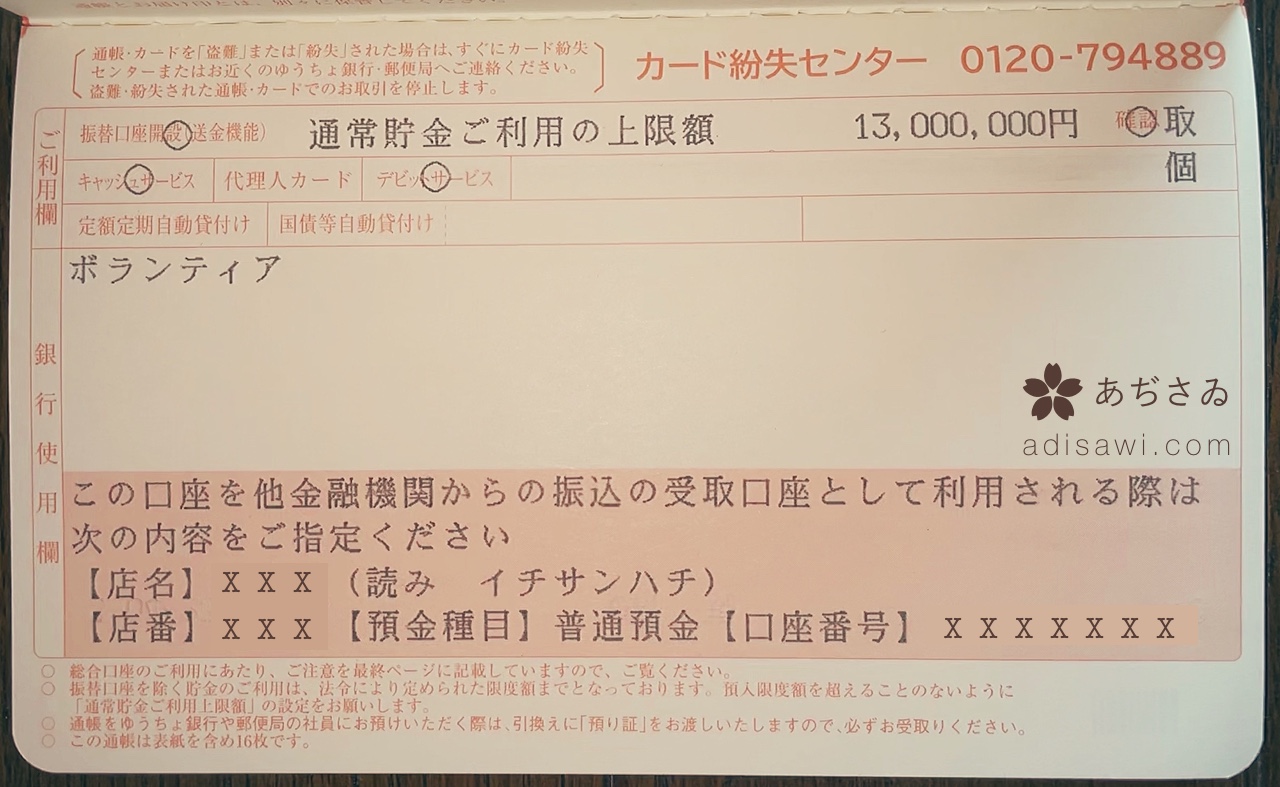 通帳・カードを「盗難」または「紛失」された場合は、すぐにカード紛失
センターまたはお近くのゆうちょ銀行・郵便局へご連絡ください。
盗難・紛失された通帳・カードでのお取引を停止します。
カード紛失センター 0120-794889
ご利用欄
振替口座開設(送金機能) 通常貯金ご利用の上限額 13,000,000円 確認 取
個
キャッシュサービス 代理人カード デビットサービス
定額定期自動貸付け 国債等自動貸付け
銀行使用欄
ボランティア
あぢさゐ
adisawi.com
この口座を他金融機関からの振込の受取口座として利用される際は
次の内容をご指定ください
【店名】 X X X (読み イチサンハチ)
【店番】 X X X 【預金種目】 普通預金 【口座番号】 X X X X X X X
○ 総合口座のご利用にあたり、ご注意を最終ページに記載していますので、ご覧ください。
○ 振替口座を除く貯金のご利用は、法令により定められた限度額までとなっております。預入限度額を超えることのないように
「通常貯金ご利用上限額」の設定をお願いします。
○ 通帳をゆうちょ銀行や郵便局の社員にお預けいただく際は、引換えに「預り証」をお渡しいたしますので、必ずお受取りください。
○ この通帳は表紙を含め16枚です。